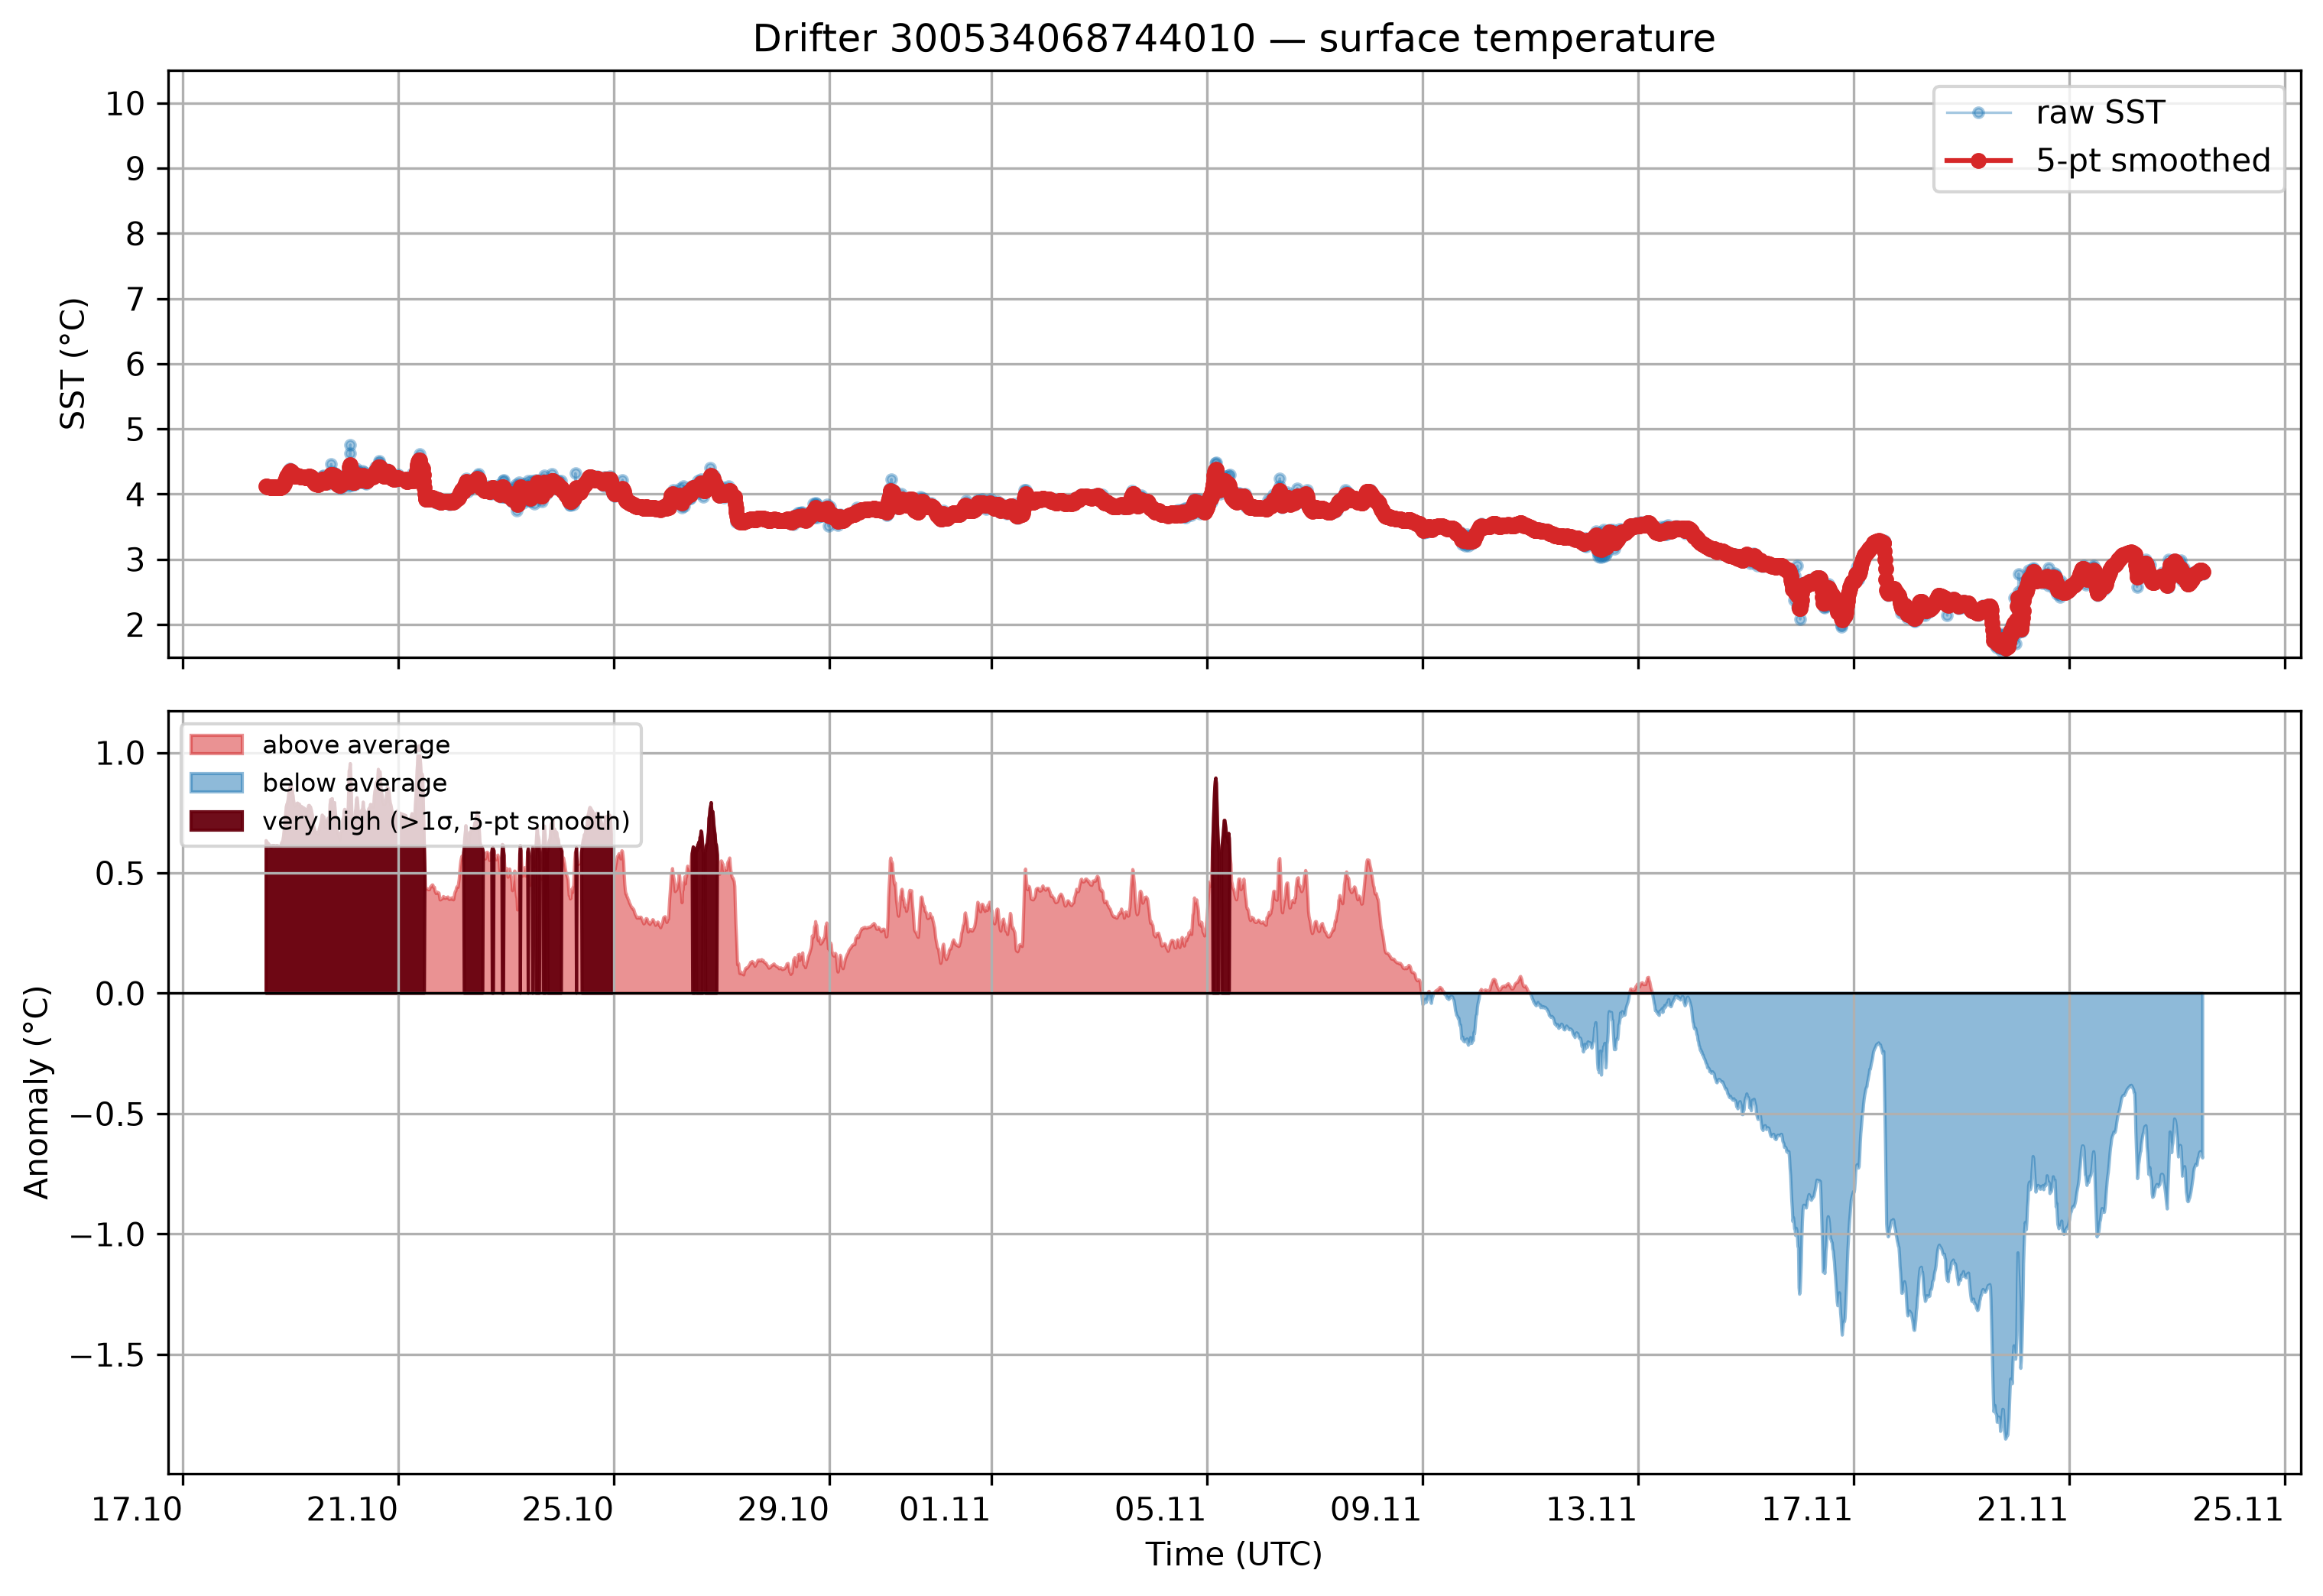 Drifter 300534068744010 — surface temperature
10
9
8
7
6
5
4
3
2
SST (°C)
raw SST
5-pt smoothed
1.0
0.5
0.0
−0.5
−1.0
−1.5
Anomaly (°C)
above average
below average
very high (>1σ, 5-pt smooth)
17.10 21.10 25.10 29.10 01.11 05.11 09.11 13.11 17.11 21.11 25.11
Time (UTC)